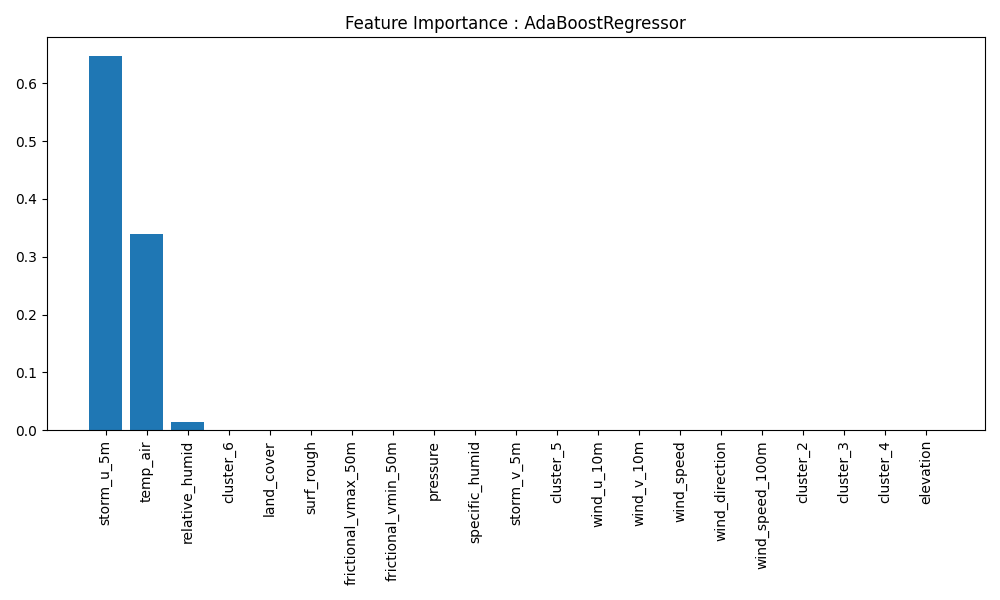 Feature Importance : AdaBoostRegressor
0.6
0.5
0.4
0.3
0.2
0.1
0.0
storm_u_5m
temp_air
relative_humid
cluster_6
land_cover
surf_rough
frictional_vmax_50m
frictional_vmin_50m
pressure
specific_humid
storm_v_5m
cluster_5
wind_u_10m
wind_v_10m
wind_speed
wind_direction
wind_speed_100m
cluster_2
cluster_3
cluster_4
elevation